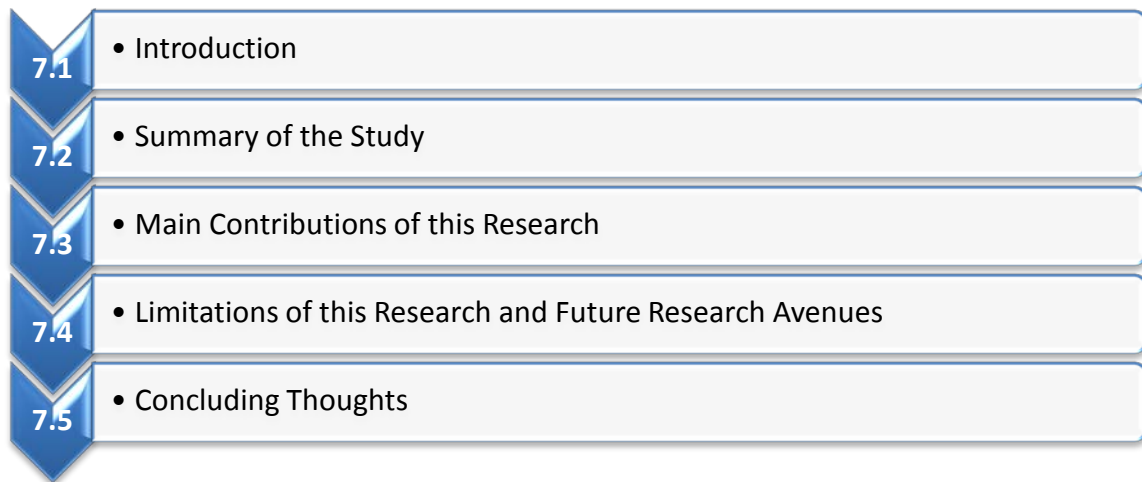 7.1 • Introduction
7.2 • Summary of the Study
7.3 • Main Contributions of this Research
7.4 • Limitations of this Research and Future Research Avenues
7.5 • Concluding Thoughts